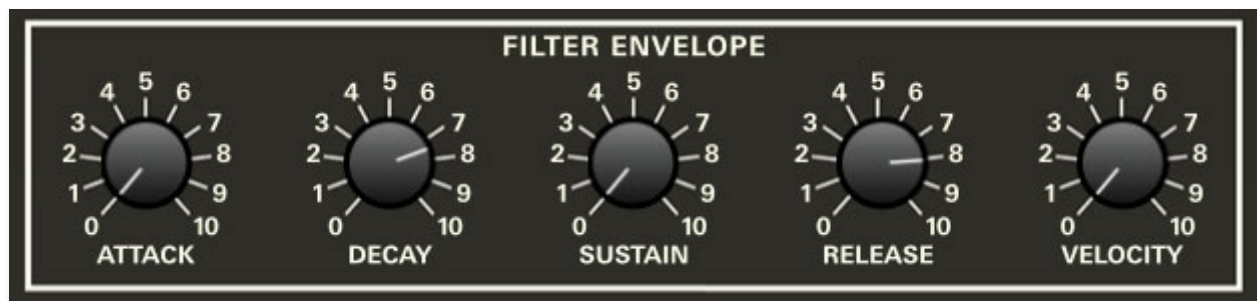 FILTER ENVELOPE
0 1 2 3 4 5 6 7 8 9 10
ATTACK
0 1 2 3 4 5 6 7 8 9 10
DECAY
0 1 2 3 4 5 6 7 8 9 10
SUSTAIN
0 1 2 3 4 5 6 7 8 9 10
RELEASE
0 1 2 3 4 5 6 7 8 9 10
VELOCITY